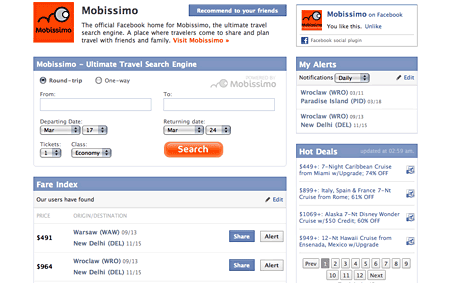 Mobissimo
Mobissimo
Recommend to your friends
The official Facebook home for Mobissimo, the ultimate travel
search engine. A place where travelers come to share and plan
travel with friends and family. Visit Mobissimo »
Mobissimo on Facebook
You like this. Unlike
Facebook social plugin
Mobissimo - Ultimate Travel Search Engine
Round-trip One-way
POWERED BY
Mobissimo
From: To:
Departing Date: Returning date:
Mar 17 Mar 24
Tickets: Class:
1 Economy
Search
Fare Index
Our users have found Edit
PRICE ORIGIN/DESTINATION
$491
Warsaw (WAW) 09/13
New Delhi (DEL) 11/15
Share Alert
$964
Wroclaw (WRO) 09/13
New Delhi (DEL) 11/15
Share Alert
My Alerts
Notifications Daily Edit
Wroclaw (WRO) 03/11
Paradise Island (PID) 03/18
Wroclaw (WRO) 09/13
New Delhi (DEL) 11/15
Hot Deals updated at 02:59 am
$449+: 7-Night Caribbean Cruise
from Miami w/Upgrade; 74% OFF
$899+: Italy, Spain & France 7-Nt
Cruise from Rome; 61% OFF
$1069+: Alaska 7-Nt Disney Wonder
Cruise w/$50 Credit; 60% OFF
$999+: 12-Nt Hawaii Cruise from
Ensenada, Mexico w/Upgrade
Prev 1 2 3 4 5 6 7 8 9
10 11 12 Next